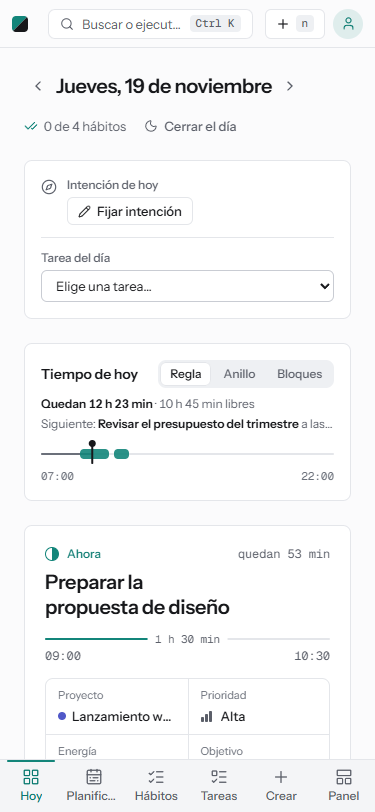 Buscar o ejecut... Ctrl K
+ n
Jueves, 19 de noviembre
0 de 4 hábitos Cerrar el día
Intención de hoy
Fijar intención
Tarea del día
Elige una tarea...
Tiempo de hoy Regla Anillo Bloques
Quedan 12 h 23 min · 10 h 45 min libres
Siguiente: Revisar el presupuesto del trimestre a las...
07:00 22:00
Ahora quedan 53 min
Preparar la
propuesta de diseño
1 h 30 min
09:00 10:30
Proyecto Prioridad
Lanzamiento w... Alta
Energía Objetivo
Hoy Planific... Hábitos Tareas Crear Panel